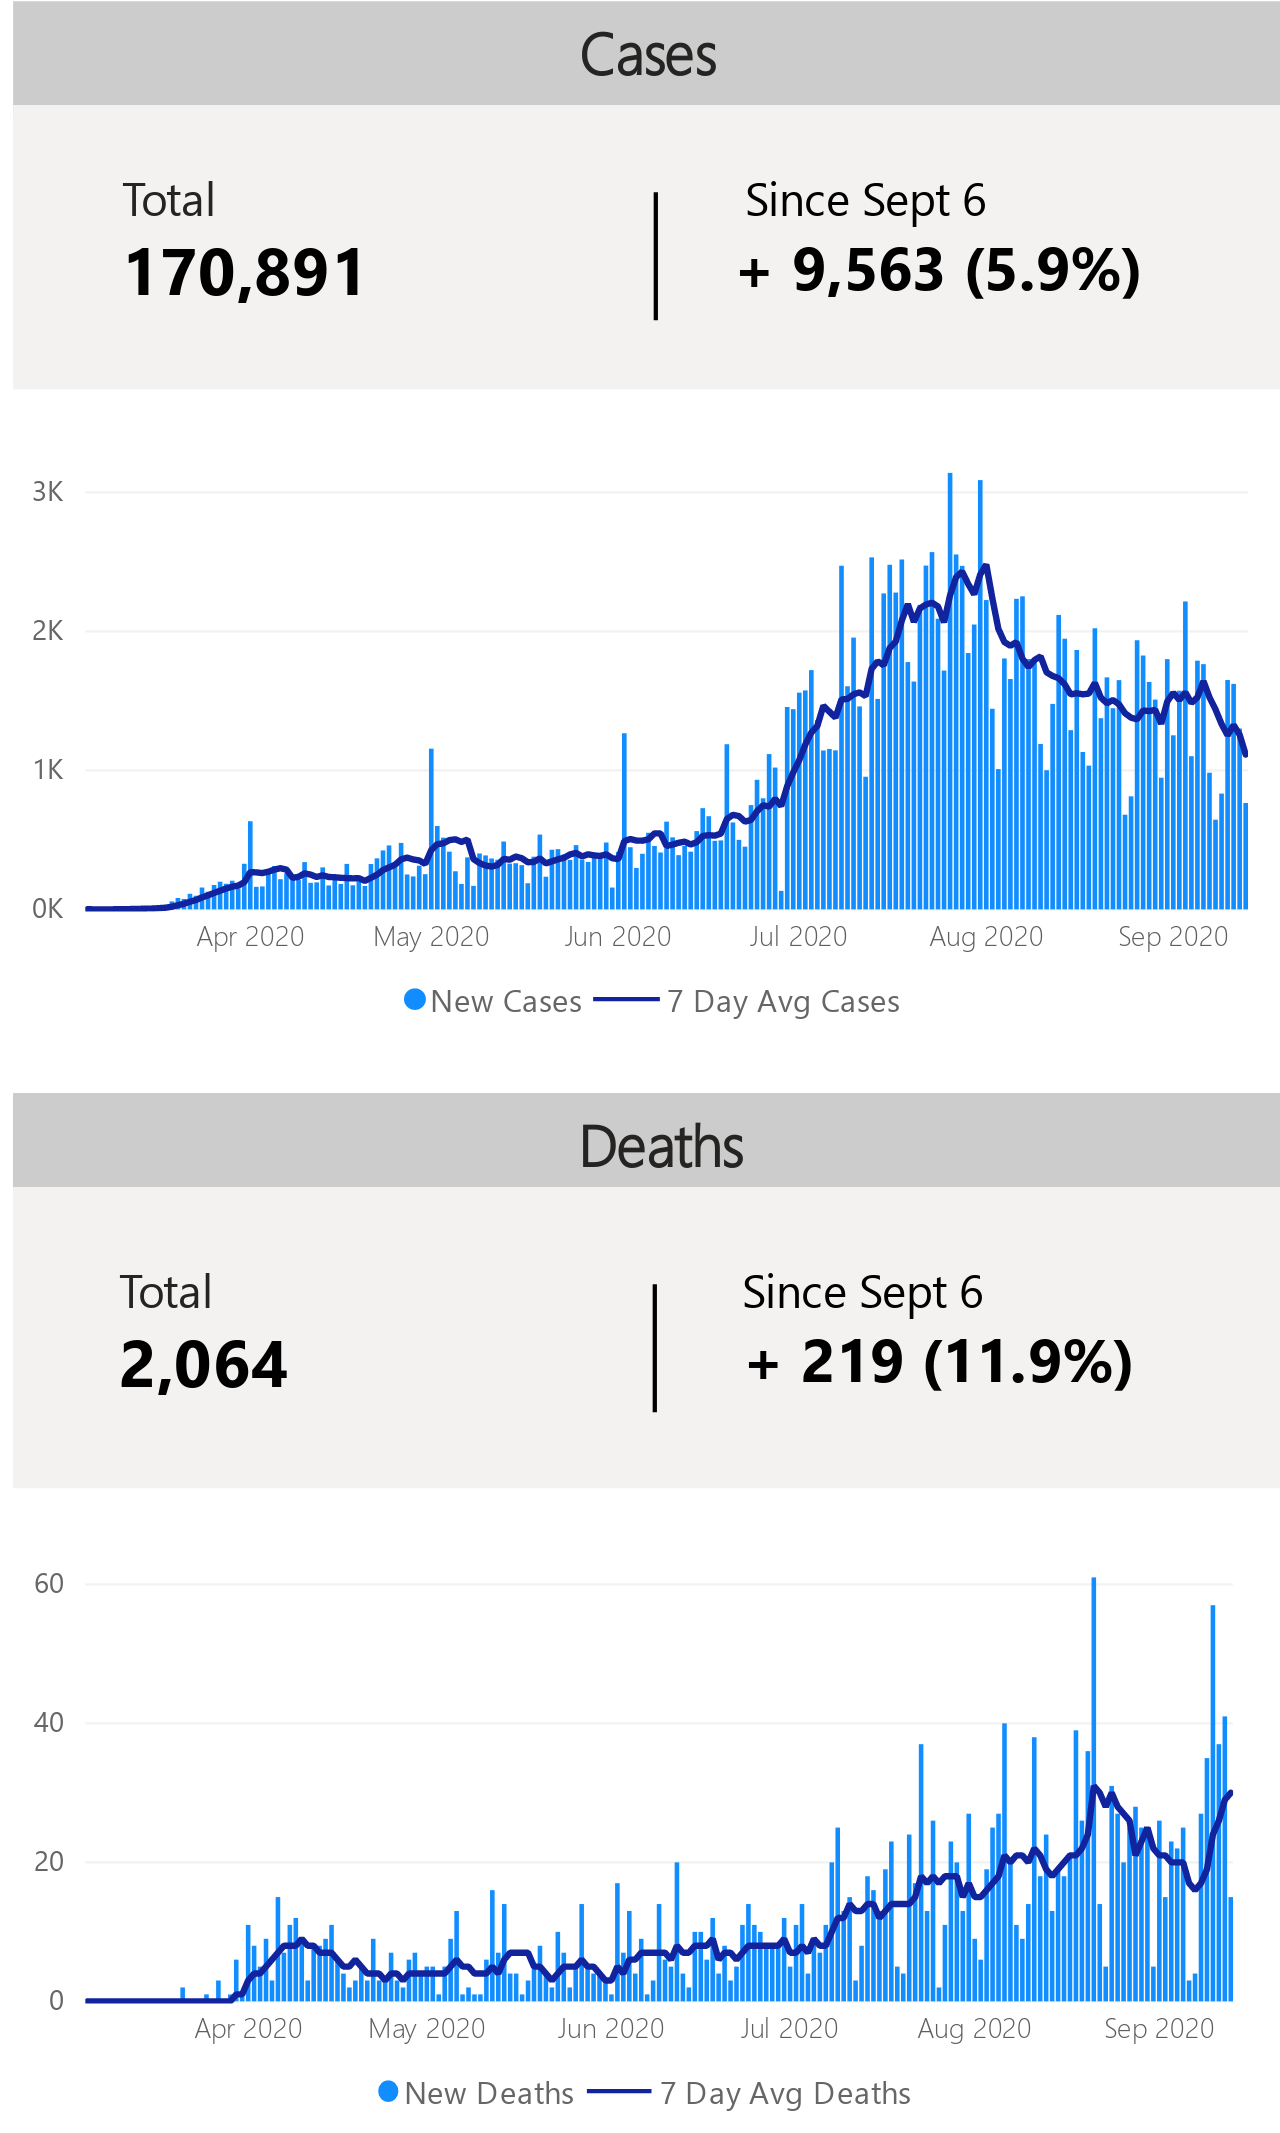 Cases
Total
Since Sept 6
170,891
+ 9,563 (5.9%)
3K
2K
1K
0K
Apr 2020 May 2020 Jun 2020 Jul 2020 Aug 2020 Sep 2020
New Cases 7 Day Avg Cases
Deaths
Total
Since Sept 6
2,064
+ 219 (11.9%)
60
40
20
0
Apr 2020 May 2020 Jun 2020 Jul 2020 Aug 2020 Sep 2020
New Deaths 7 Day Avg Deaths